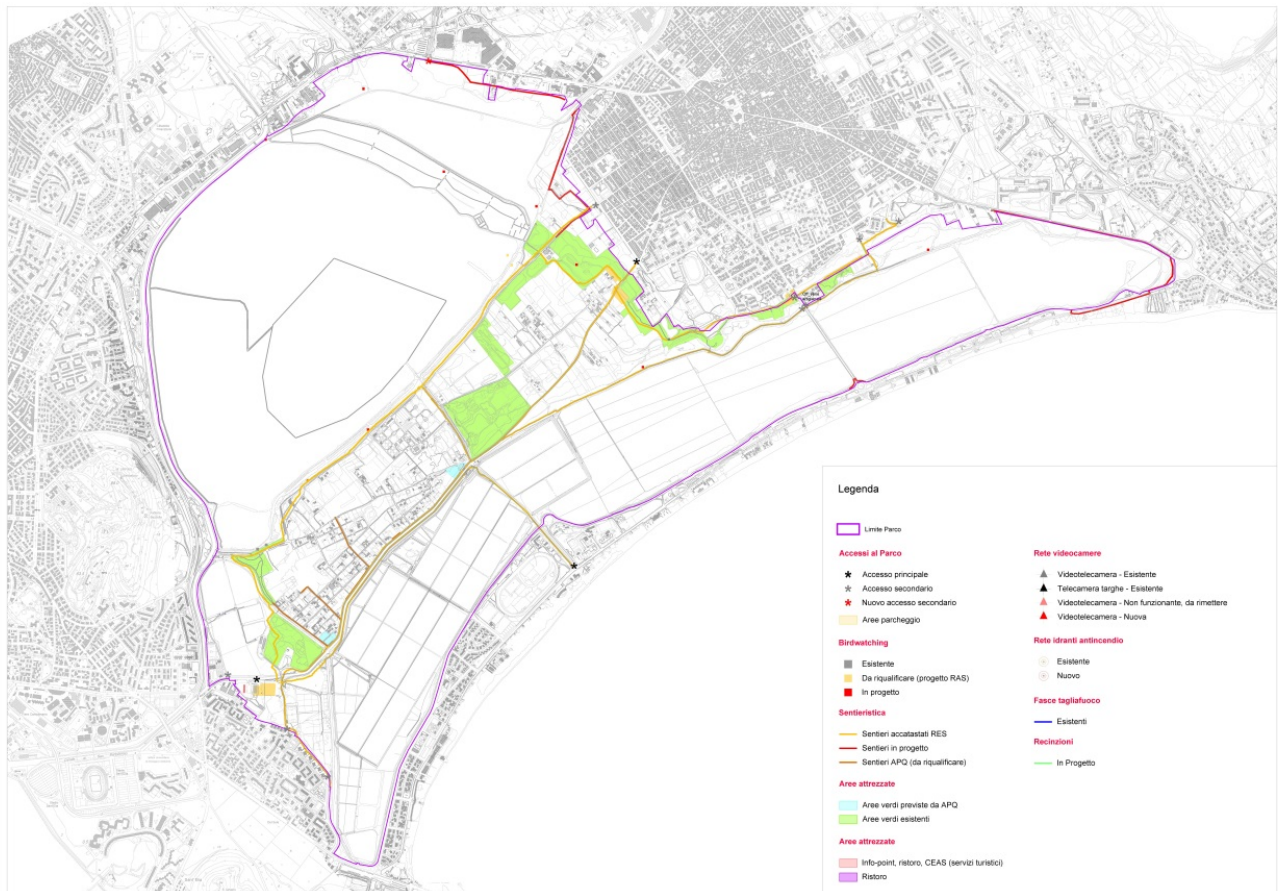 Legenda
Limite Parco
Accessi al Parco
Accesso principale
Accesso secondario
Nuovo accesso secondario
Aree parcheggio
Birdwatching
Esistente
Da riqualificare (progetto RAS)
In progetto
Sentieristica
Sentieri accatastati RES
Sentieri in progetto
Sentieri APQ (da riqualificare)
Aree attrezzate
Aree verdi previste da APQ
Aree verdi esistenti
Aree attrezzate
Info-point, ristoro, CEAS (servizi turistici)
Ristoro
Rete videocamere
Videotelecamera - Esistente
Telecamera targhe - Esistente
Videotelecamera - Non funzionante, da rimettere
Videotelecamera - Nuova
Rete idranti antincendio
Esistente
Nuovo
Fasce tagliafuoco
Esistenti
Recinzioni
In Progetto